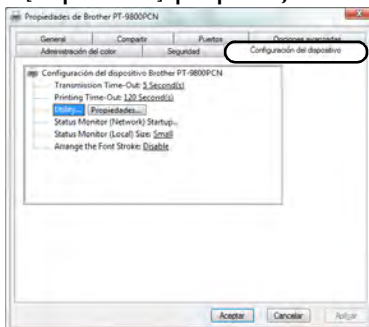 Propiedades de Brother PT-9800PCN
General Compartir Puertos Opciones avanzadas
Administración del color Seguridad Configuración del dispositivo
Configuración del dispositivo Brother PT-9800PCN
Transmission Time-Out: 5 Second(s)
Printing Time-Out: 120 Second(s)
Utility... Propiedades...
Status Monitor (Network) Startup...
Status Monitor (Local) Size: Small
Arrange the Font Stroke: Disable
Aceptar Cancelar Aplicar